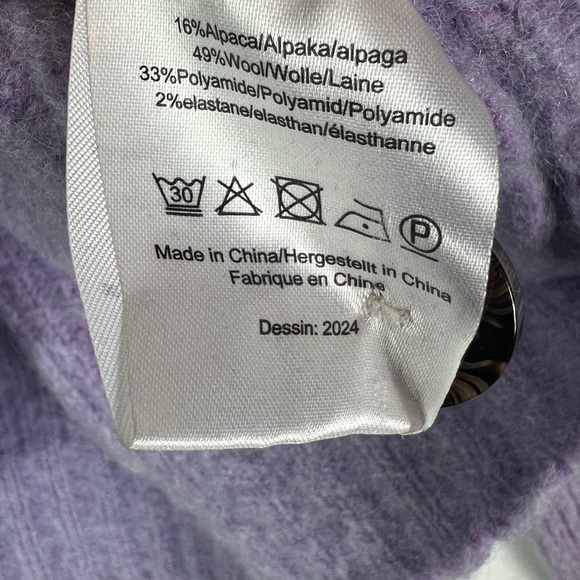 16%Alpaca/Alpaka/alpaga
49%Wool/Wolle/Laine
33%Polyamide/Polyamid/Polyamide
2%elastane/elasthan/élasthanne
30 P
Made in China/Hergestellt in China
Fabrique en Chine
Dessin: 2024